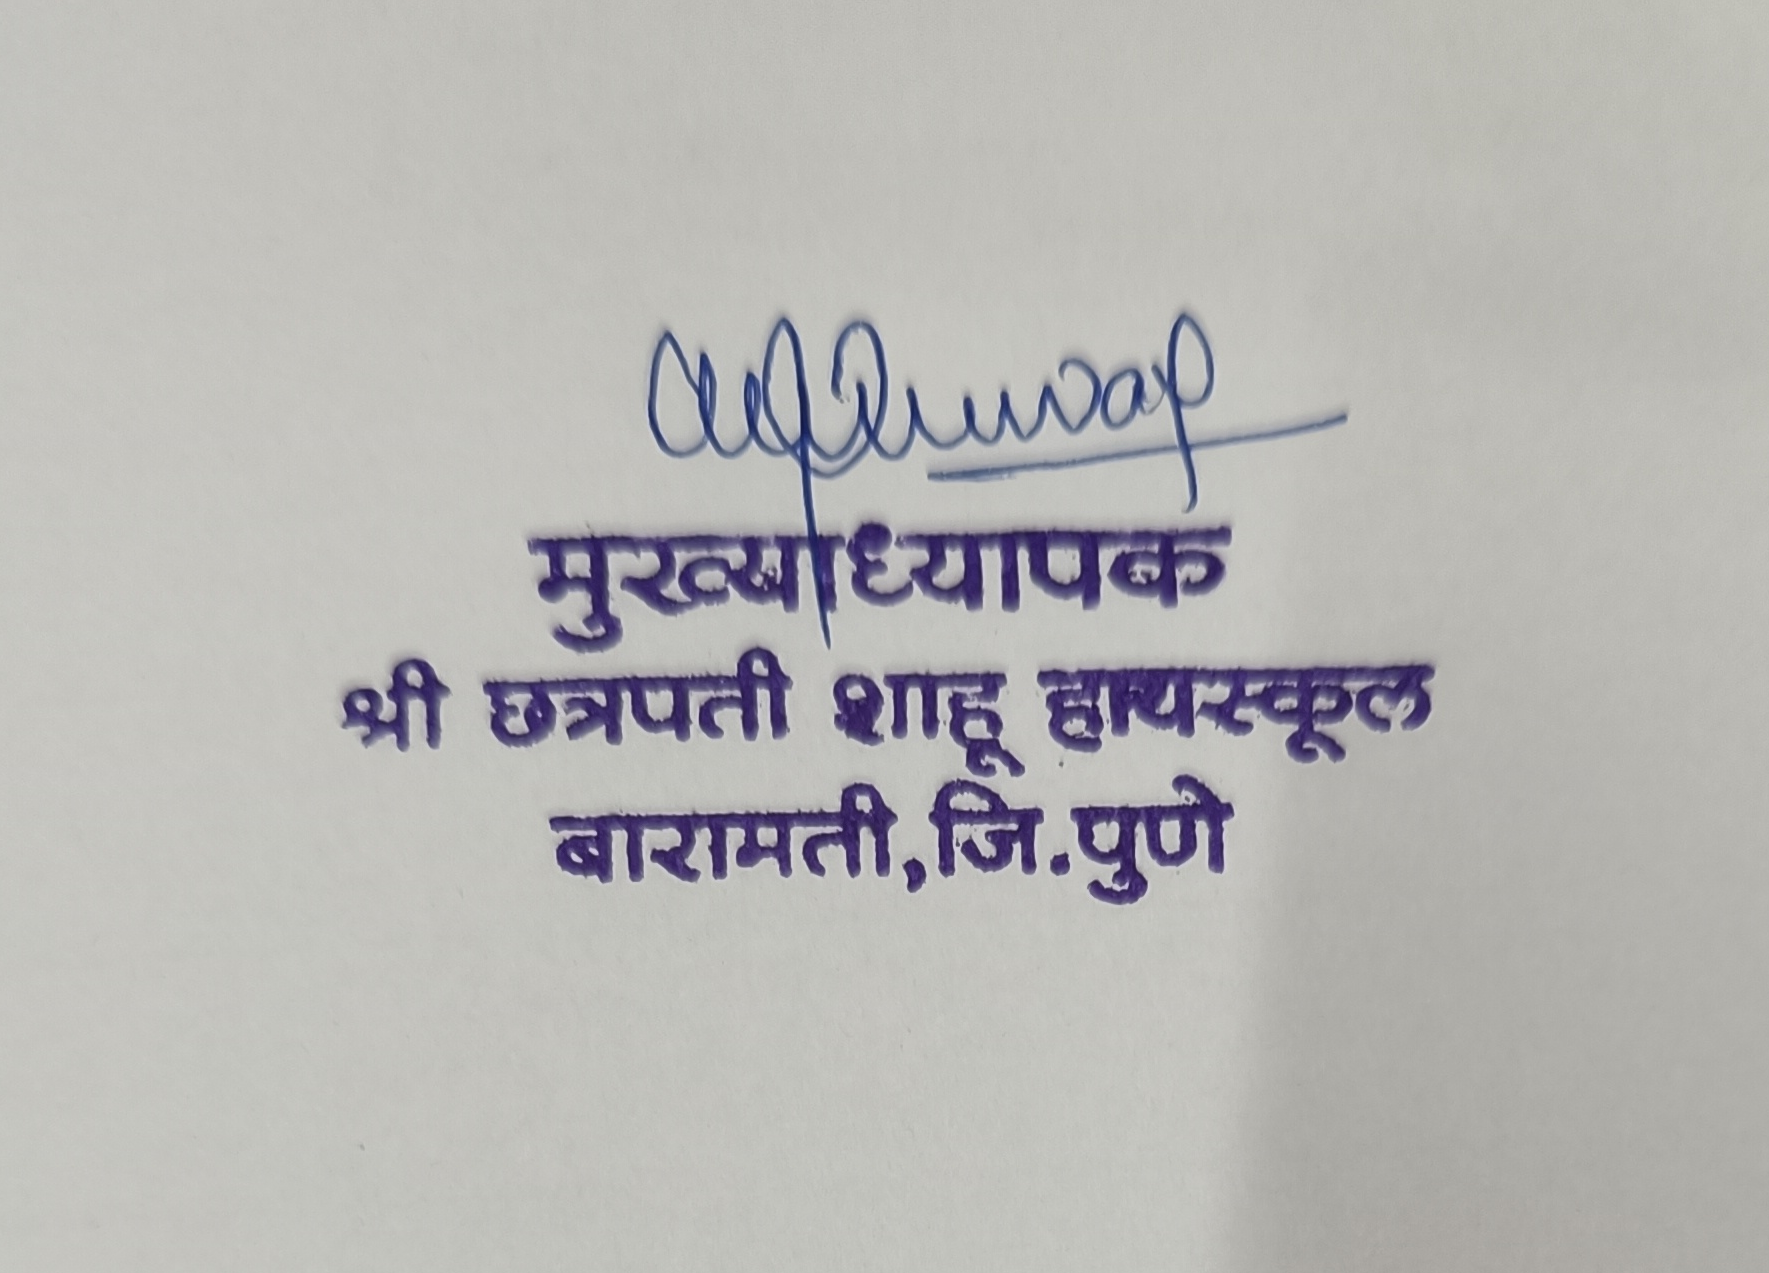 मुख्याध्यापक
श्री छत्रपती शाहू हायस्कूल
बारामती,जि.पुणे